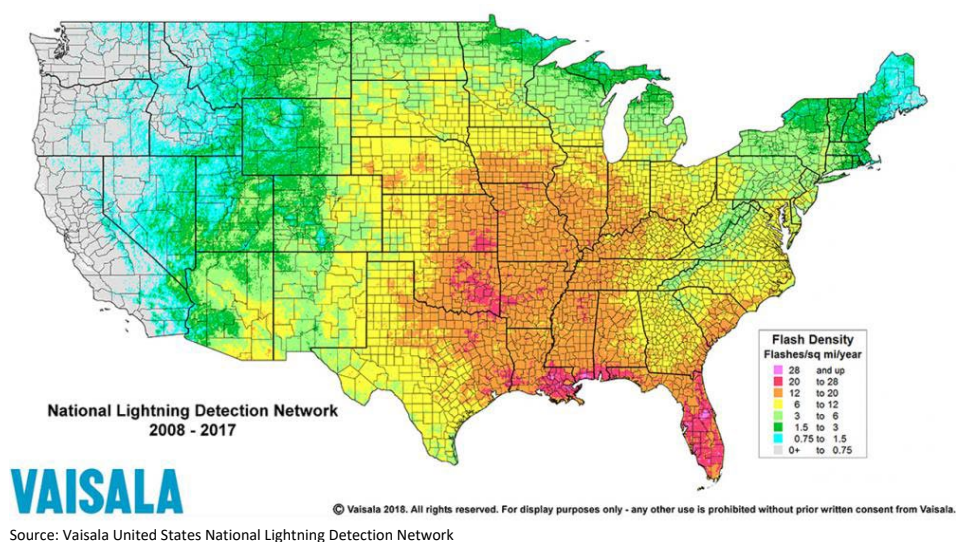 National Lightning Detection Network
2008 - 2017
Flash Density
Flashes/sq mi/year
28 and up
20 to 28
12 to 20
6 to 12
3 to 6
1.5 to 3
0.75 to 1.5
0+ to 0.75
VAISALA
© Vaisala 2018. All rights reserved. For display purposes only - any other use is prohibited without prior written consent from Vaisala.
Source: Vaisala United States National Lightning Detection Network